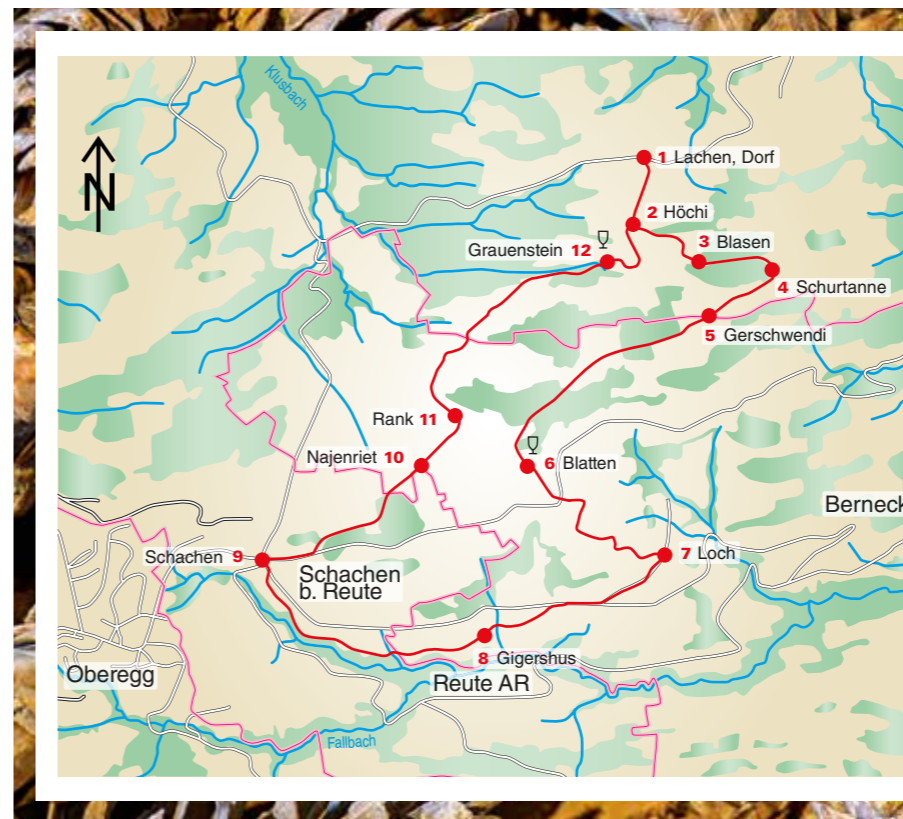 Klusbach
N
1 Lachen, Dorf
2 Höchi
Grauenstein 12
3 Blasen
4 Schurtanne
5 Gerschwendi
Rank 11
Najenriet 10
6 Blatten
Berneck
Schachen 9
7 Loch
Schachen
b. Reute
8 Gigershus
Oberegg
Reute AR
Fallbach